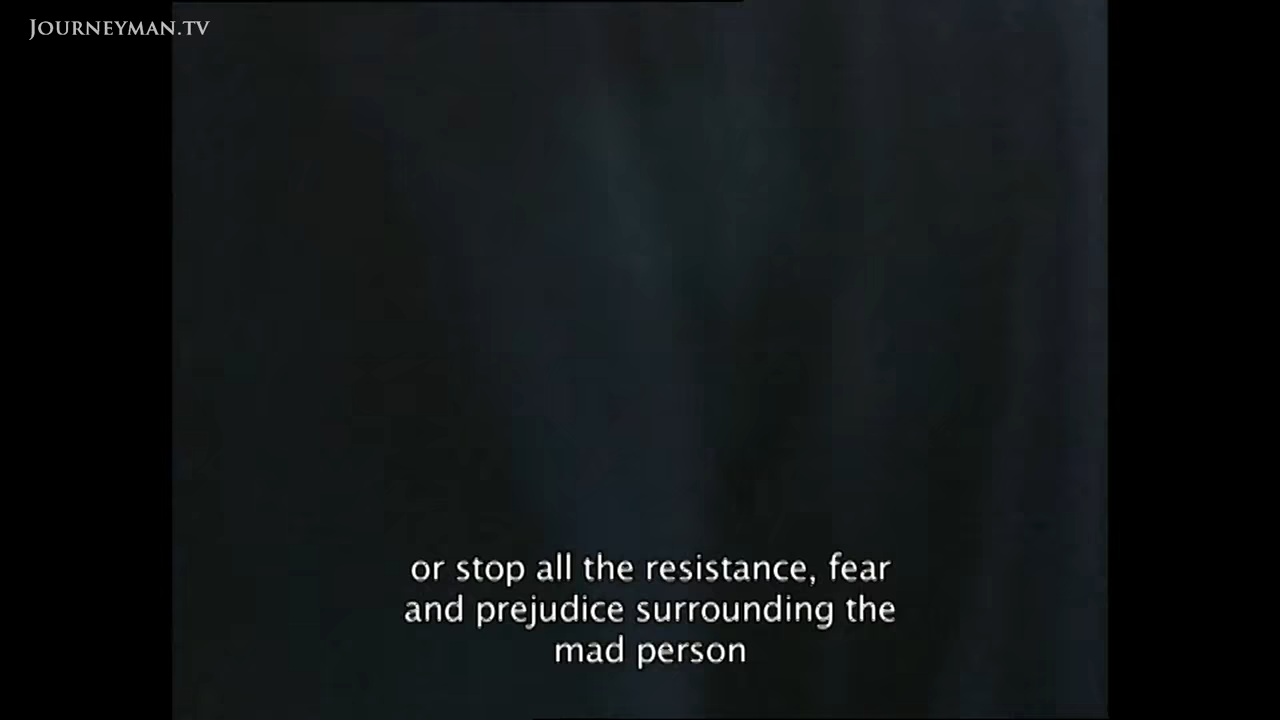 JOURNEYMAN.TV
or stop all the resistance, fear
and prejudice surrounding the
mad person